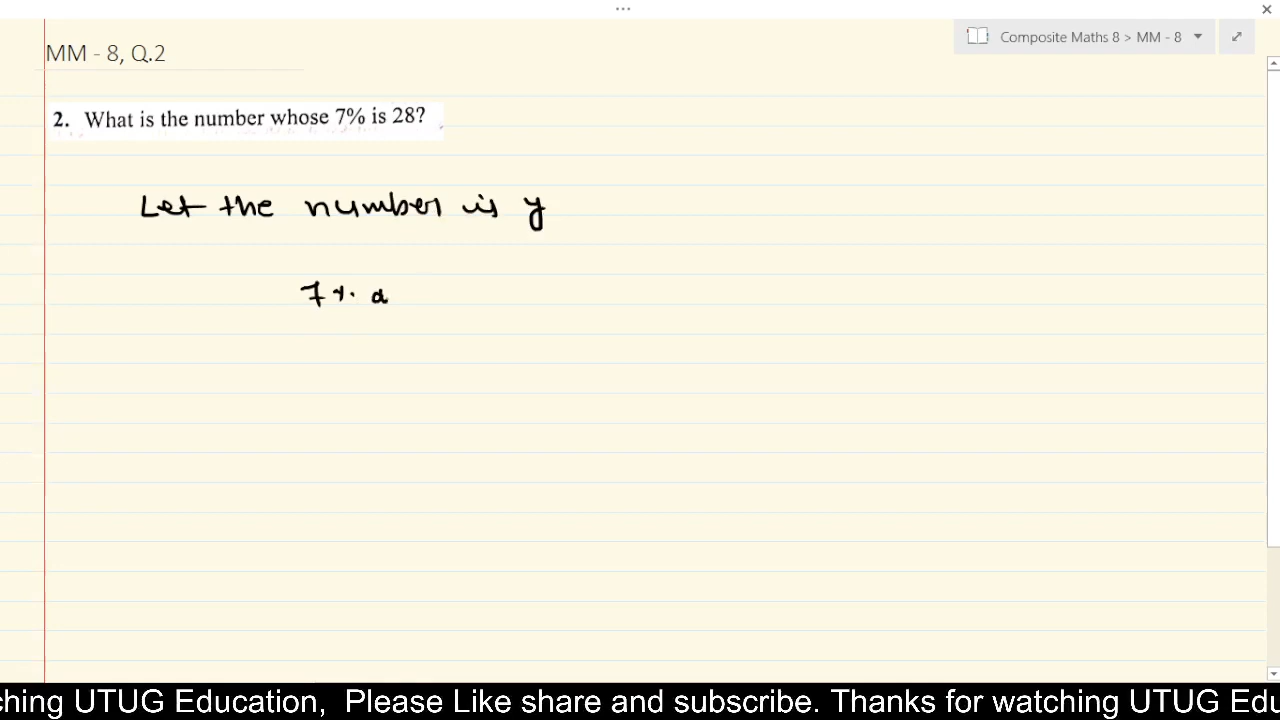 MM - 8, Q.2
Composite Maths 8 > MM - 8
2. What is the number whose 7% is 28?
Let the number is y
7%
ching UTUG Education, Please Like share and subscribe. Thanks for watching UTUG Edu